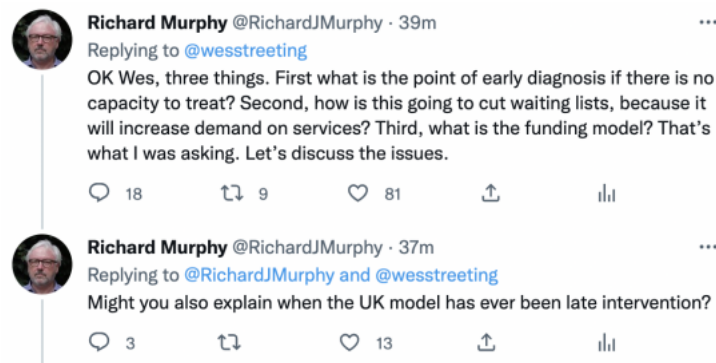 Richard Murphy @RichardJMurphy · 39m
Replying to @wesstreeting
OK Wes, three things. First what is the point of early diagnosis if there is no
capacity to treat? Second, how is this going to cut waiting lists, because it
will increase demand on services? Third, what is the funding model? That's
what I was asking. Let's discuss the issues.
18 9 81
Richard Murphy @RichardJMurphy · 37m
Replying to @RichardJMurphy and @wesstreeting
Might you also explain when the UK model has ever been late intervention?
3 13